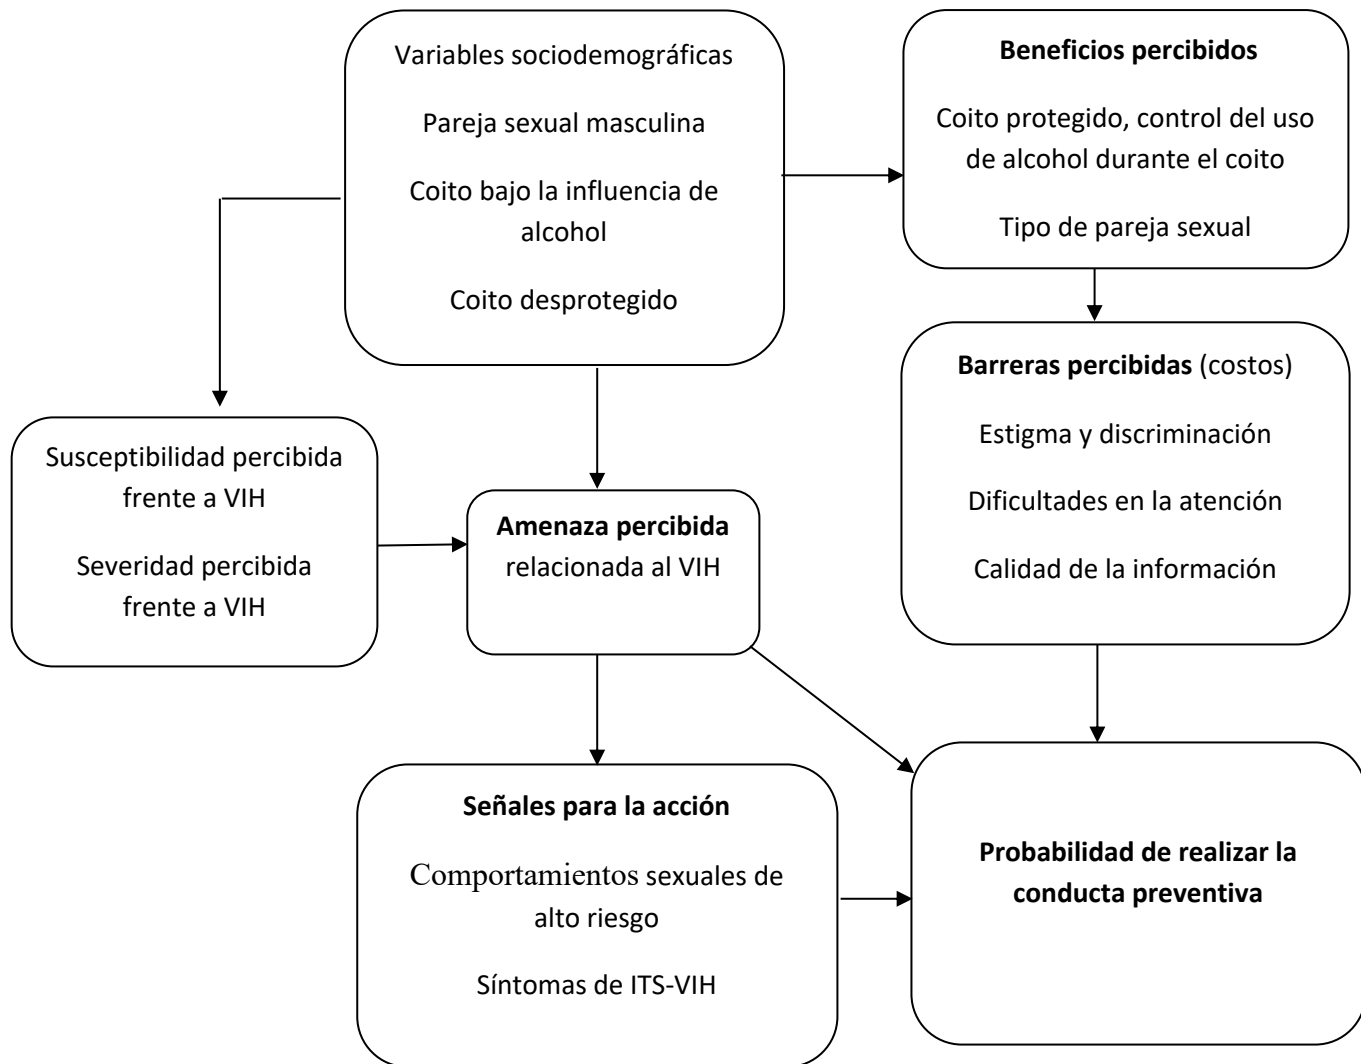 Variables sociodemográficas
Pareja sexual masculina
Coito bajo la influencia de
alcohol
Coito desprotegido
Beneficios percibidos
Coito protegido, control del uso
de alcohol durante el coito
Tipo de pareja sexual
Susceptibilidad percibida
frente a VIH
Severidad percibida
frente a VIH
Amenaza percibida
relacionada al VIH
Barreras percibidas (costos)
Estigma y discriminación
Dificultades en la atención
Calidad de la información
Señales para la acción
Comportamientos sexuales de
alto riesgo
Síntomas de ITS-VIH
Probabilidad de realizar la
conducta preventiva